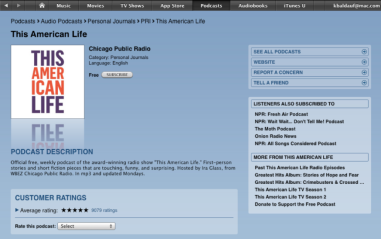 Music Movies TV Shows App Store Podcasts Audiobooks iTunes U kbaldauf@mac.com
Podcasts > Audio Podcasts > Personal Journals > PRI > This American Life
This American Life
THIS
AMER
ICAN
LIFE
Chicago Public Radio
Category: Personal Journals
Language: English
Free SUBSCRIBE
PODCAST DESCRIPTION
Official free, weekly podcast of the award-winning radio show "This American Life." First-person
stories and short fiction pieces that are touching, funny, and surprising. Hosted by Ira Glass, from
WBEZ Chicago Public Radio. In mp3 and updated Mondays.
CUSTOMER RATINGS
Average rating: ★★★★★ 9079 ratings
Rate this podcast: Select
SEE ALL PODCASTS
WEBSITE
REPORT A CONCERN
TELL A FRIEND
LISTENERS ALSO SUBSCRIBED TO
NPR: Fresh Air Podcast
NPR: Wait Wait... Don't Tell Me! Podcast
The Moth Podcast
Onion Radio News
NPR: All Songs Considered Podcast
MORE FROM THIS AMERICAN LIFE
Past This American Life Radio Episodes
Greatest Hits Album: Stories of Hope and Fear
Greatest Hits Album: Crimebusters & Crossed ...
This American Life TV Season 1
This American Life TV Season 2
Donate to Support the Free Podcast